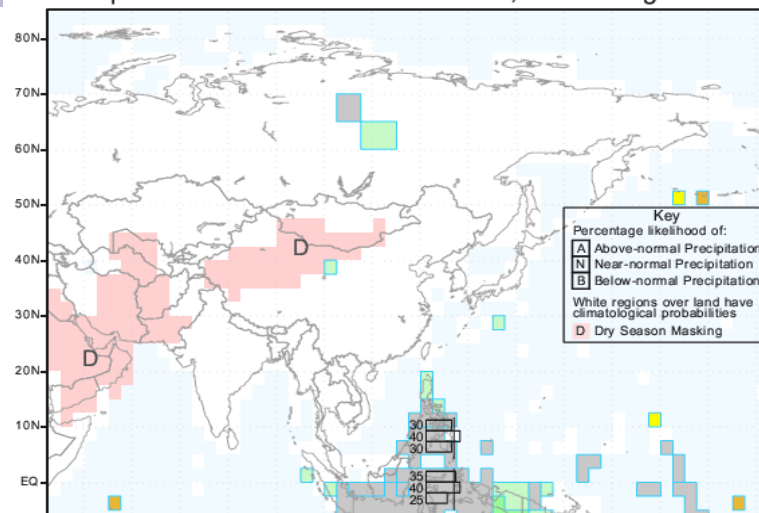 80N
70N
60N
50N
40N
30N
20N
10N
EQ
D
D
30
40
30
35
40
25
Key
Percentage likelihood of:
A Above-normal Precipitation
N Near-normal Precipitation
B Below-normal Precipitation
White regions over land have
climatological probabilities
D Dry Season Masking